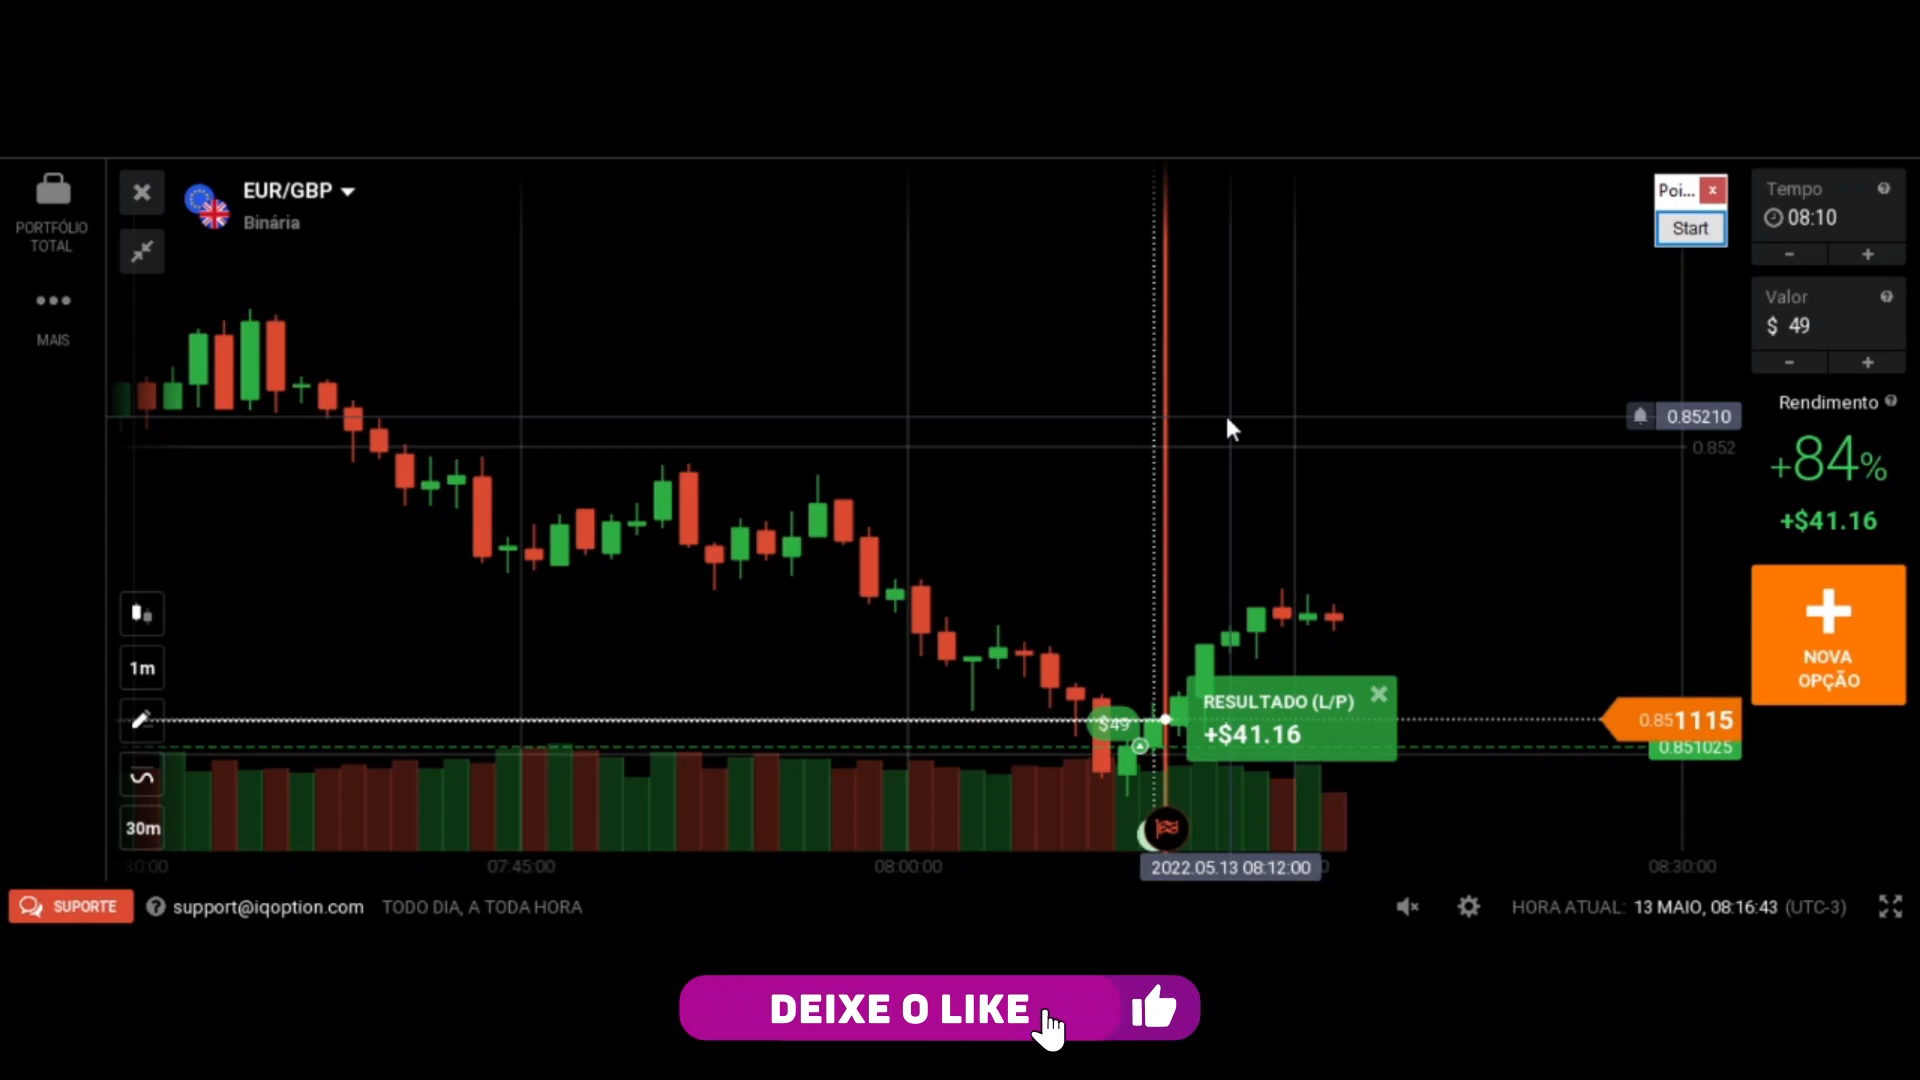 PORTFÓLIO
TOTAL
MAIS
EUR/GBP
Binária
Poi...
x
Start
Tempo
08:10
- +
Valor
$ 49
- +
Rendimento
+84%
+$41.16
NOVA
OPÇÃO
0.85210
0.852
0.851115
0.851025
$49
RESULTADO (L/P)
+$41.16
1m
30m
:30:00
07:45:00
08:00:00
2022.05.13 08:12:00
08:30:00
SUPORTE
support@iqoption.com
TODO DIA, A TODA HORA
HORA ATUAL: 13 MAIO, 08:16:43 (UTC-3)
DEIXE O LIKE